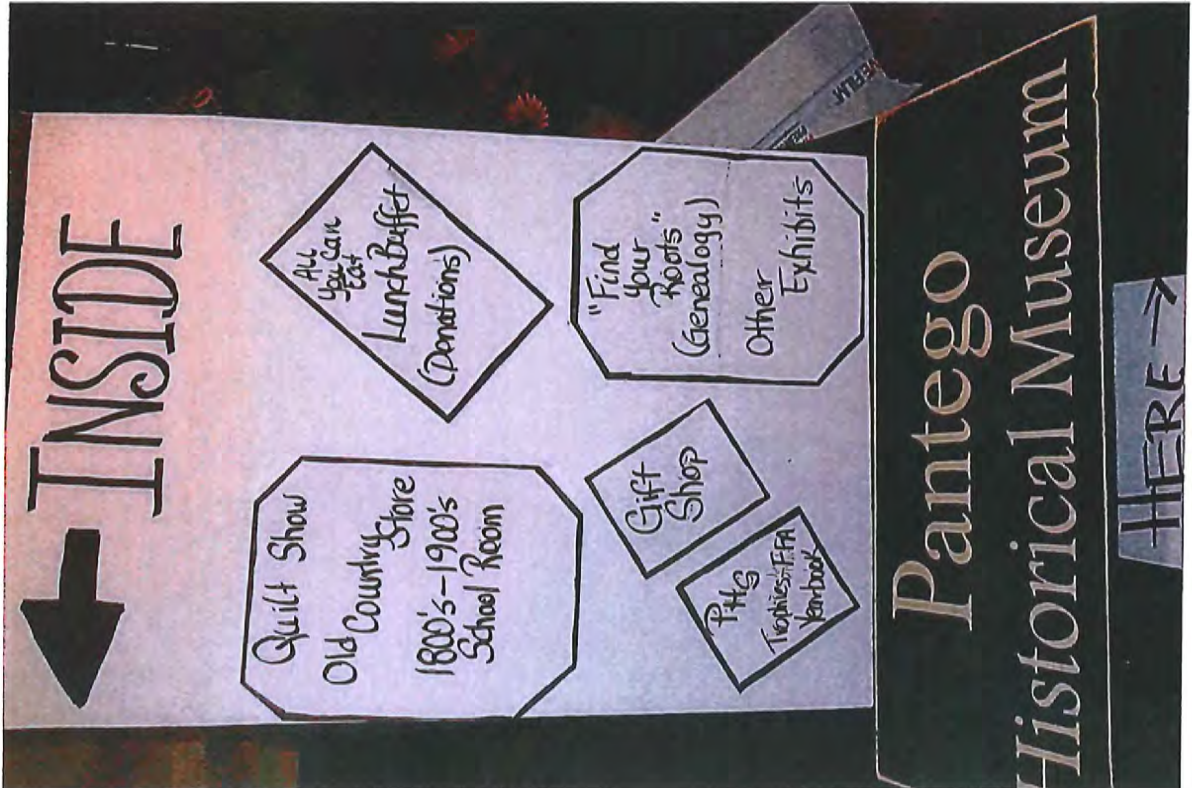 INSIDE
Quilt Show
Old Country
Store
1800's-1900's
School Room
All
You Can
Eat
Lunch Buffet
(Donations)
PHS
Trophies-FFA
Yearbook
Gift
Shop
"Find
Your
Roots"
(Genealogy)
Other
Exhibits
Pantego
Historical Museum
HERE →